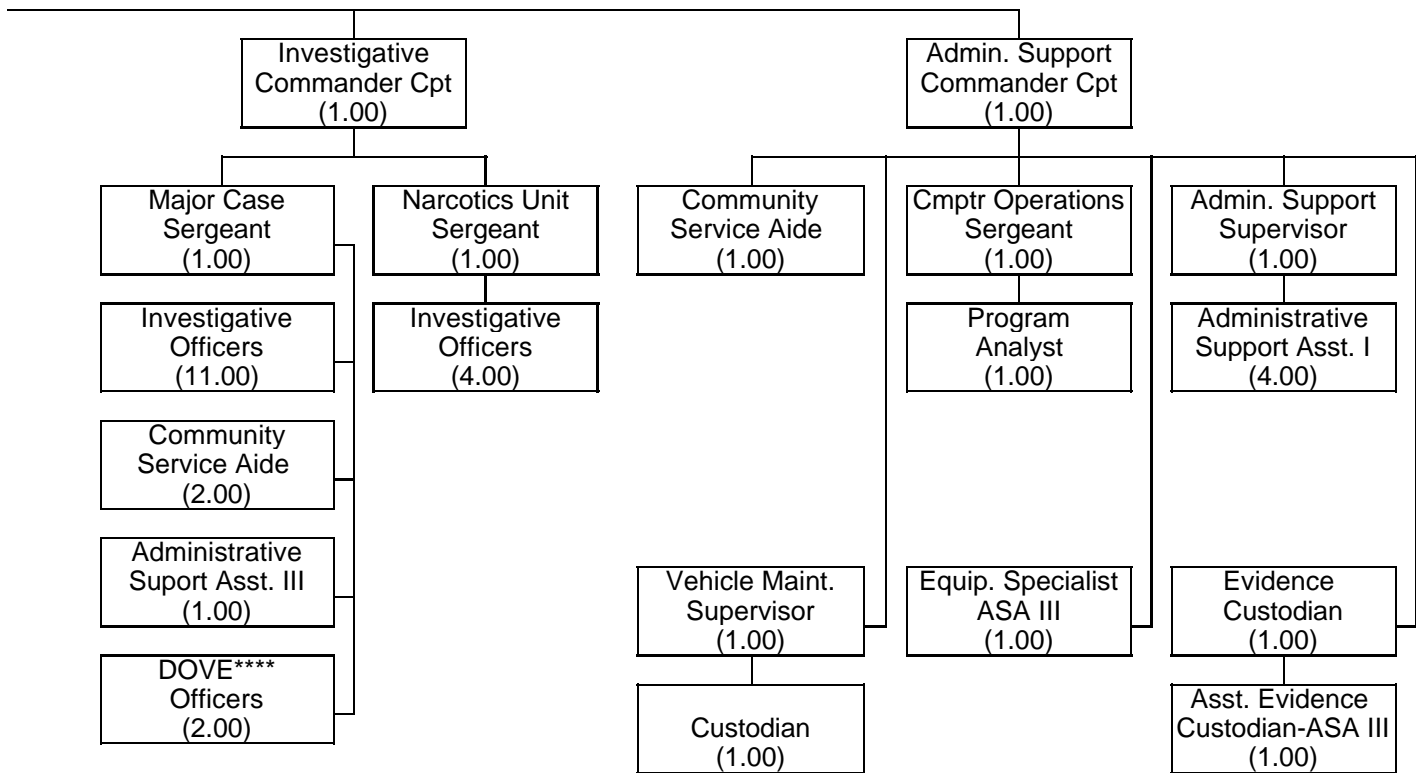 Investigative
Commander Cpt
(1.00)
Admin. Support
Commander Cpt
(1.00)
Major Case
Sergeant
(1.00)
Narcotics Unit
Sergeant
(1.00)
Community
Service Aide
(1.00)
Cmptr Operations
Sergeant
(1.00)
Admin. Support
Supervisor
(1.00)
Investigative
Officers
(11.00)
Investigative
Officers
(4.00)
Program
Analyst
(1.00)
Administrative
Support Asst. I
(4.00)
Community
Service Aide
(2.00)
Administrative
Suport Asst. III
(1.00)
Vehicle Maint.
Supervisor
(1.00)
Equip. Specialist
ASA III
(1.00)
Evidence
Custodian
(1.00)
DOVE****
Officers
(2.00)
Custodian
(1.00)
Asst. Evidence
Custodian-ASA III
(1.00)